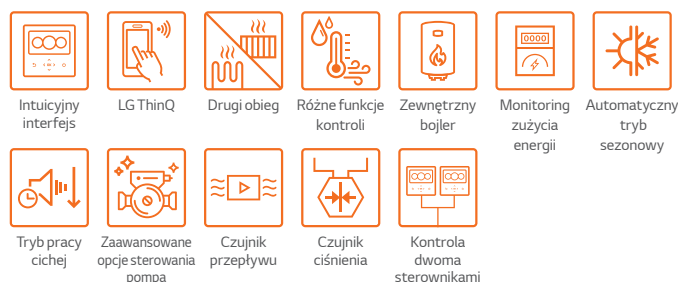 Intuicyjny
interfejs
LG ThinQ
Drugi obieg
Różne funkcje
kontroli
Zewnętrzny
bojler
Monitoring
zużycia
energii
Automatyczny
tryb
sezonowy
Tryb pracy
cichej
Zaawansowane
opcje sterowania
pompą
Czujnik
przepływu
Czujnik
ciśnienia
Kontrola
dwoma
sterownikami